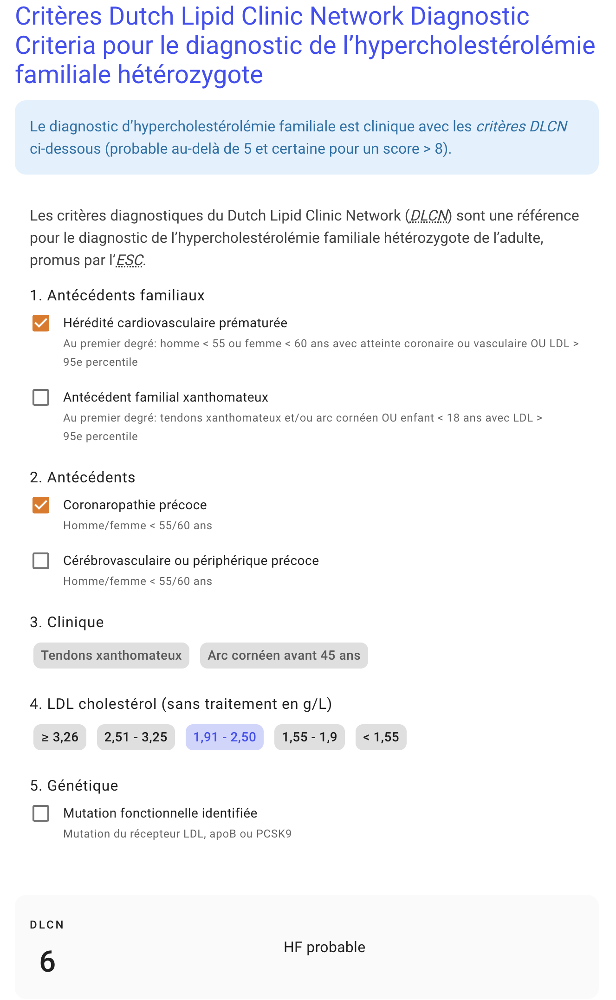 Critères Dutch Lipid Clinic Network Diagnostic
Criteria pour le diagnostic de l’hypercholestérolémie
familiale hétérozygote
Le diagnostic d’hypercholestérolémie familiale est clinique avec les critères DLCN
ci-dessous (probable au-delà de 5 et certaine pour un score > 8).
Les critères diagnostiques du Dutch Lipid Clinic Network (DLCN) sont une référence
pour le diagnostic de l’hypercholestérolémie familiale hétérozygote de l’adulte,
promus par l’ESC.
1. Antécédents familiaux
Hérédité cardiovasculaire prématurée
Au premier degré: homme < 55 ou femme < 60 ans avec atteinte coronaire ou vasculaire OU LDL >
95e percentile
Antécédent familial xanthomateux
Au premier degré: tendons xanthomateux et/ou arc cornéen OU enfant < 18 ans avec LDL >
95e percentile
2. Antécédents
Coronaropathie précoce
Homme/femme < 55/60 ans
Cérébrovasculaire ou périphérique précoce
Homme/femme < 55/60 ans
3. Clinique
Tendons xanthomateux Arc cornéen avant 45 ans
4. LDL cholestérol (sans traitement en g/L)
≥ 3,26 2,51 - 3,25 1,91 - 2,50 1,55 - 1,9 < 1,55
5. Génétique
Mutation fonctionnelle identifiée
Mutation du récepteur LDL, apoB ou PCSK9
DLCN
HF probable
6